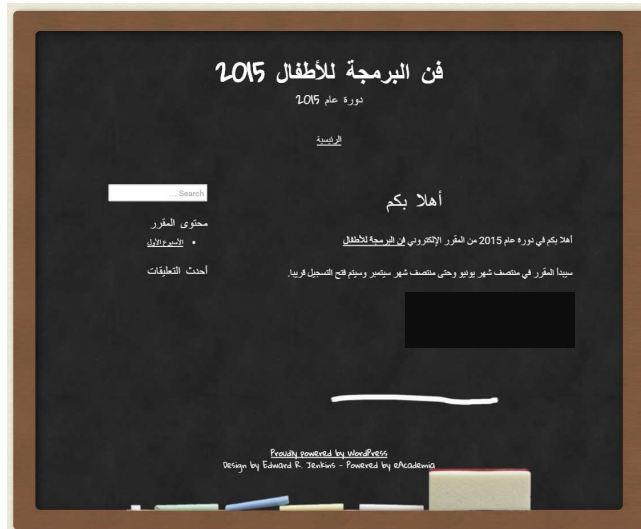 فن البرمجة للأطفال 2015
دورة عام 2015
الرئيسية
أهلا بكم
أهلا بكم في دورة عام 2015 من المقرر الإلكتروني فن البرمجة للأطفال
سيبدأ المقرر في منتصف شهر يونيو وحتى منتصف شهر سبتمبر وسيتم فتح التسجيل قريبا.
Search ...
محتوى المقرر
الأسبوع الأول
أحدث التعليقات
Proudly powered by WordPress
Design by Edward R. Jenkins - Powered by eAcademia